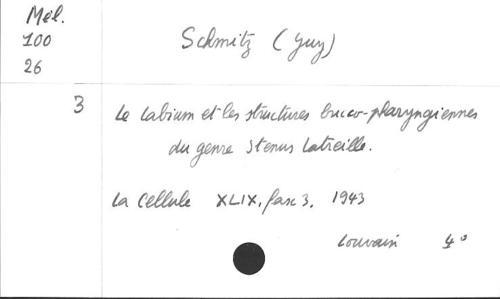 Mél.
100
26
Schmitz (Guy)
3
Le Labium et les structures bucco-pharyngiennes
du genre Stenus Latreille.
La Cellule XLIX, fasc 3, 1943
Louvain 4°